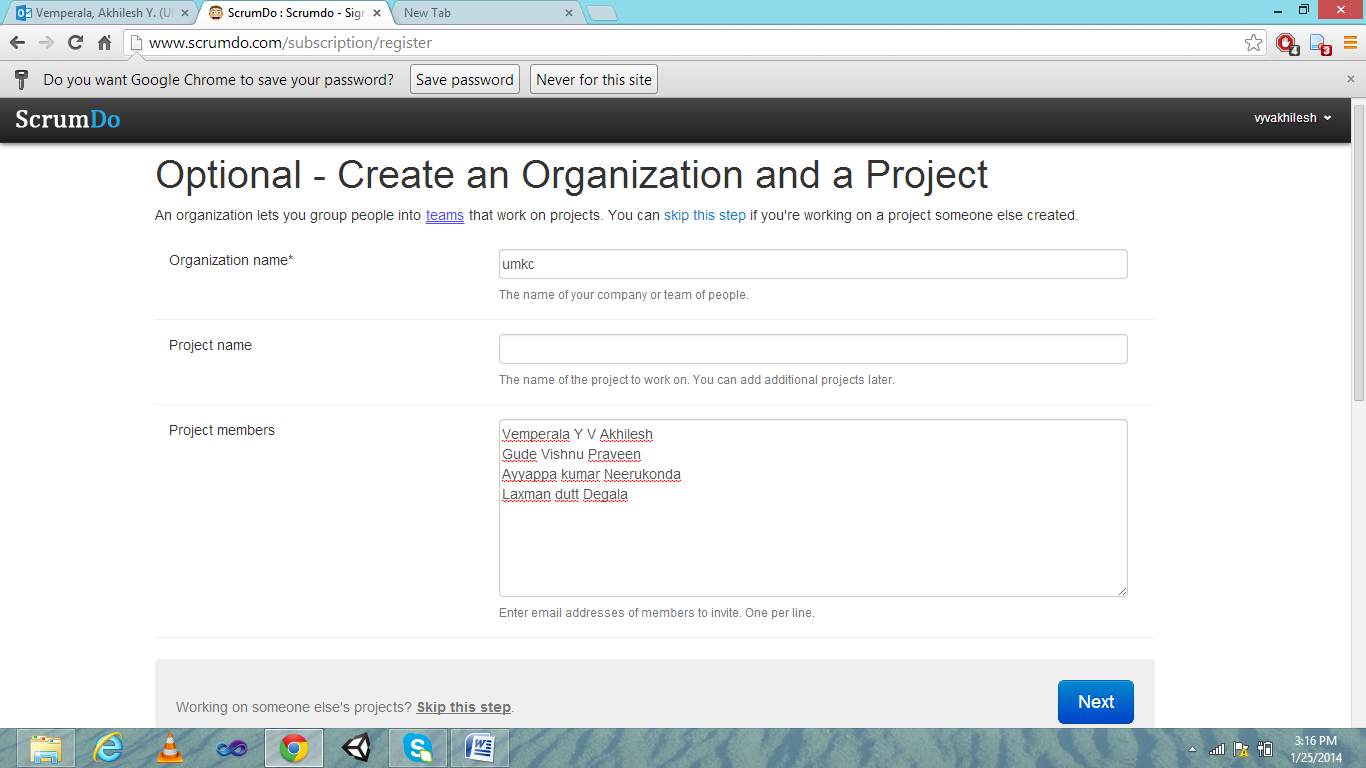 Vemperala, Akhilesh Y. (U
ScrumDo : Scrumdo - Sig
New Tab
www.scrumdo.com/subscription/register
4
3
Do you want Google Chrome to save your password?
Save password
Never for this site
ScrumDo
vyvakhilesh
Optional - Create an Organization and a Project
An organization lets you group people into teams that work on projects. You can skip this step if you're working on a project someone else created.
Organization name*
umkc
The name of your company or team of people.
Project name
The name of the project to work on. You can add additional projects later.
Project members
Vemperala Y V Akhilesh
Gude Vishnu Praveen
Ayyappa kumar Neerukonda
Laxman dutt Degala
Enter email addresses of members to invite. One per line.
Working on someone else's projects? Skip this step.
Next
3:16 PM
1/25/2014